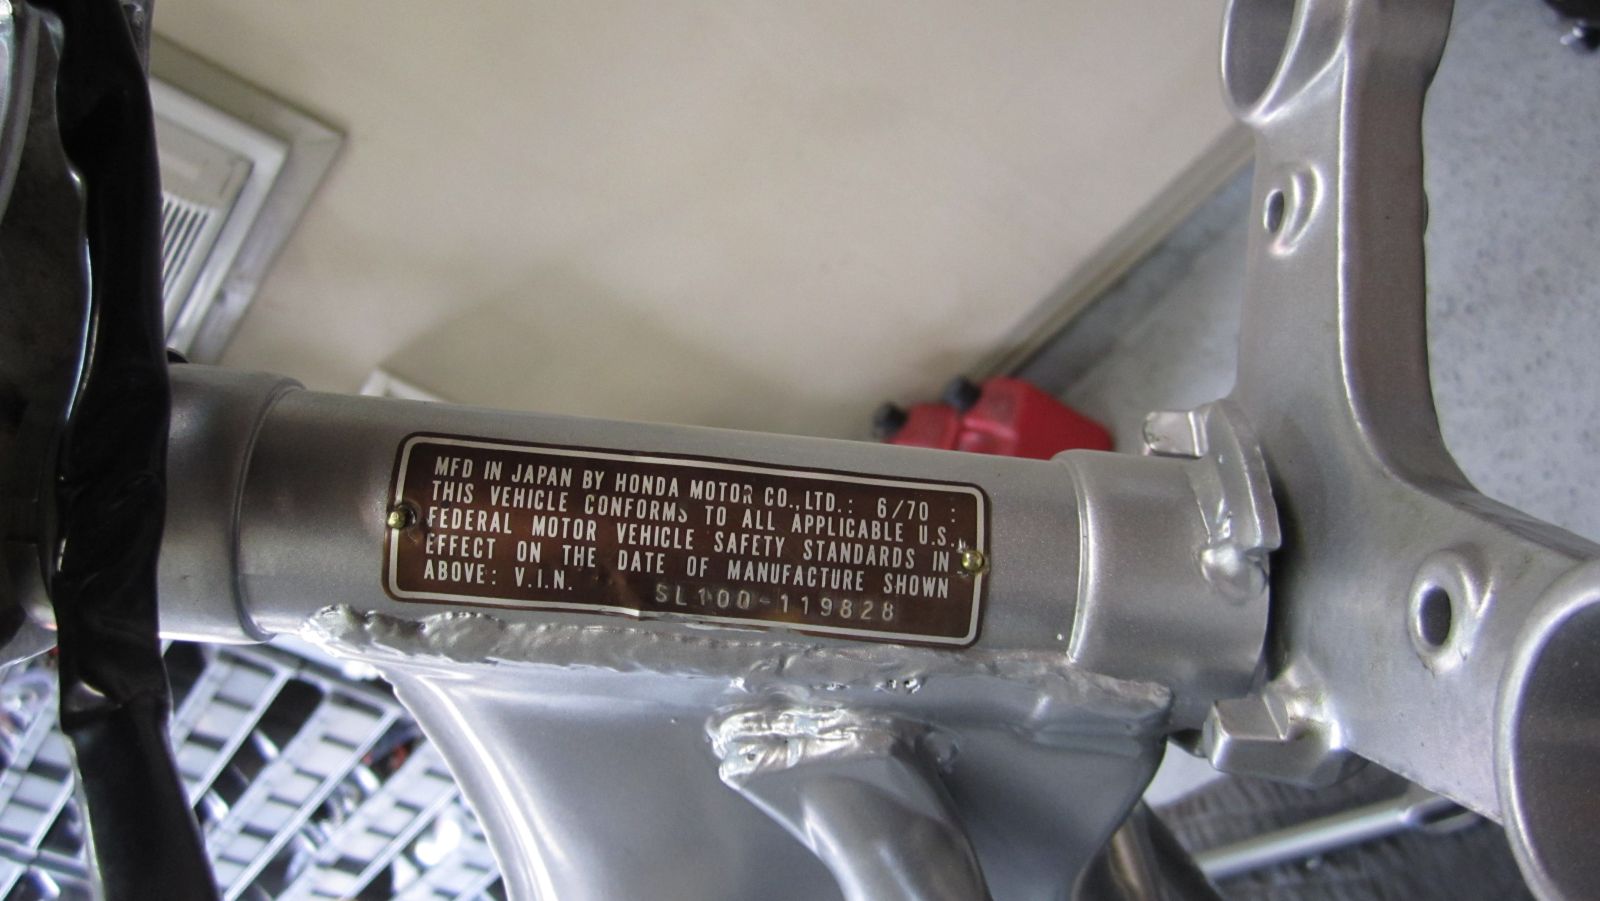 MFD IN JAPAN BY HONDA MOTOR CO.,LTD.: 6/70 :
THIS VEHICLE CONFORMS TO ALL APPLICABLE U.S.
FEDERAL MOTOR VEHICLE SAFETY STANDARDS IN
EFFECT ON THE DATE OF MANUFACTURE SHOWN
ABOVE: V.I.N. SL100-119828